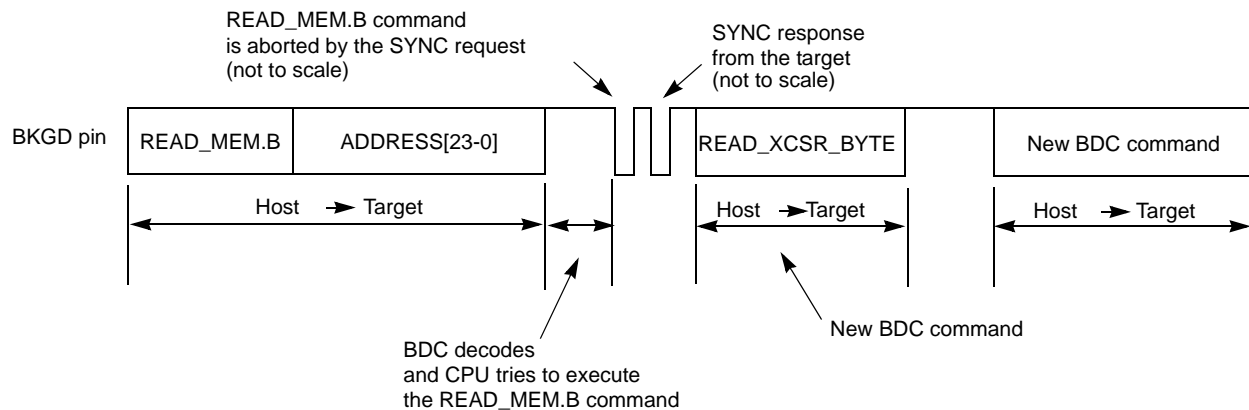 READ_MEM.B command
is aborted by the SYNC request
(not to scale)
SYNC response
from the target
(not to scale)
BKGD pin
READ_MEM.B
ADDRESS[23-0]
READ_XCSR_BYTE
New BDC command
Host Target
Host Target
Host Target
BDC decodes
and CPU tries to execute
the READ_MEM.B command
New BDC command